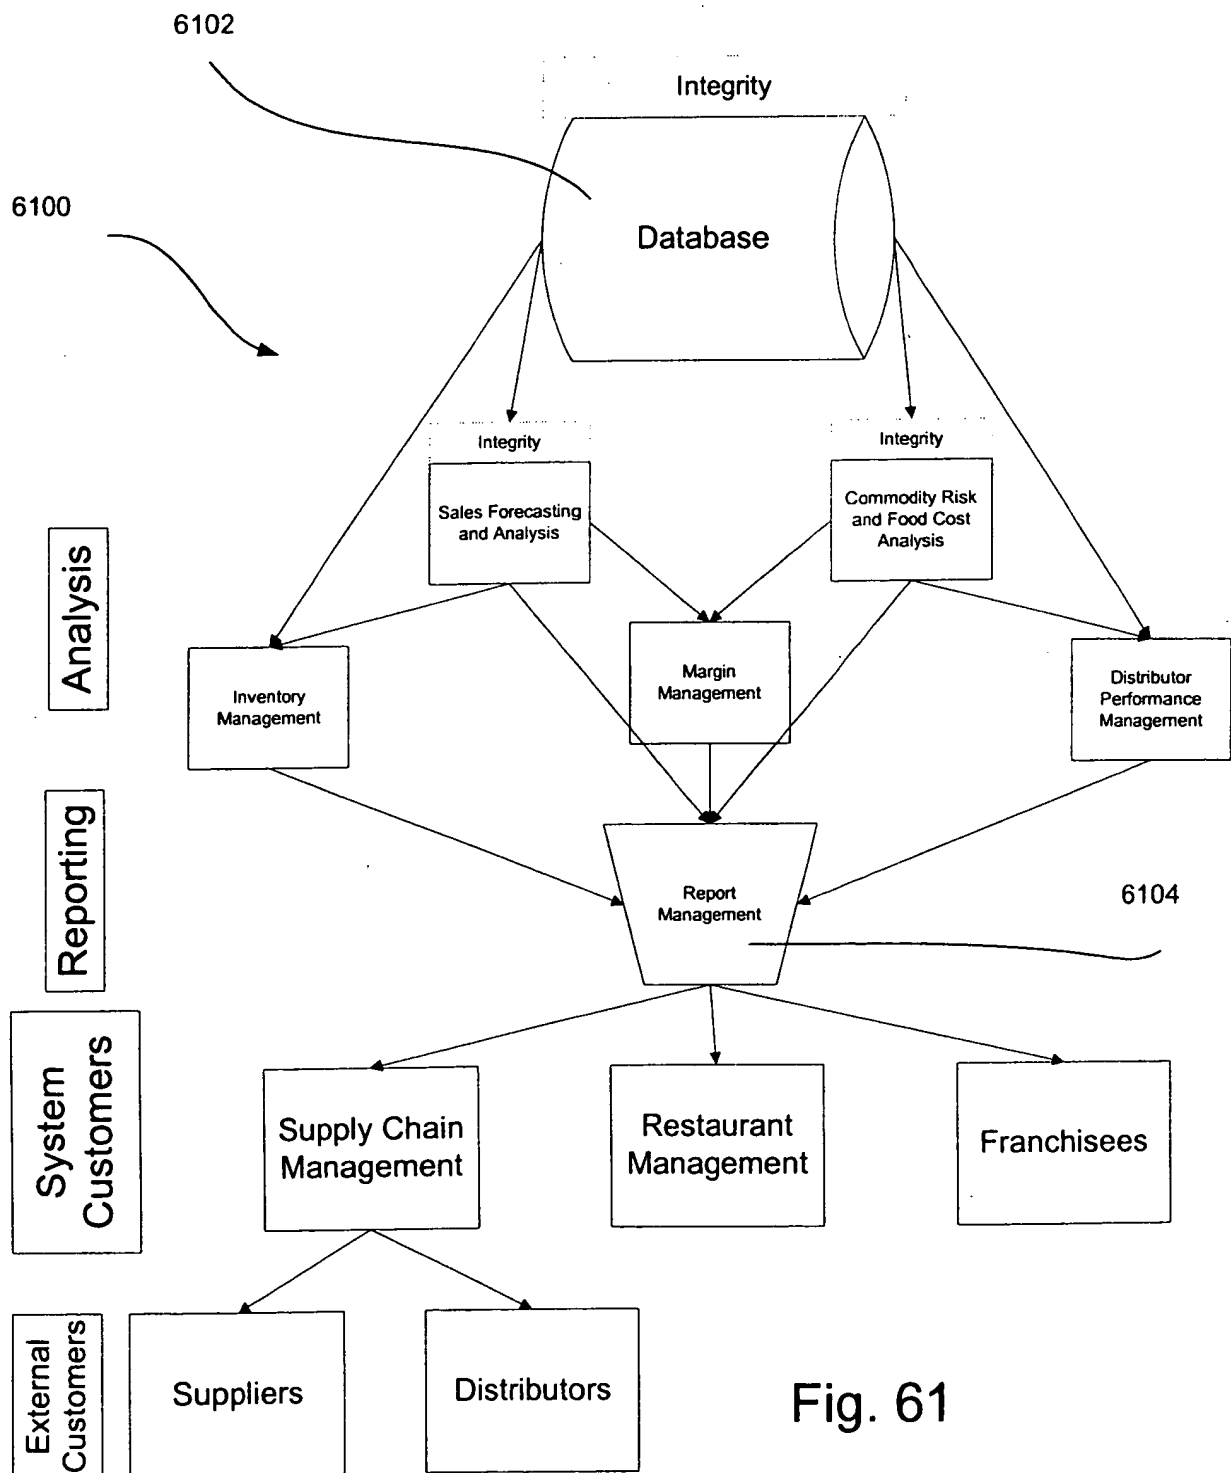 6102
Integrity
6100
Database
Integrity
Integrity
Sales Forecasting
and Analysis
Commodity Risk
and Food Cost
Analysis
Analysis
Inventory
Management
Margin
Management
Distributor
Performance
Management
Reporting
Report
Management
6104
System
Customers
Supply Chain
Management
Restaurant
Management
Franchisees
External
Customers
Suppliers
Distributors
Fig. 61